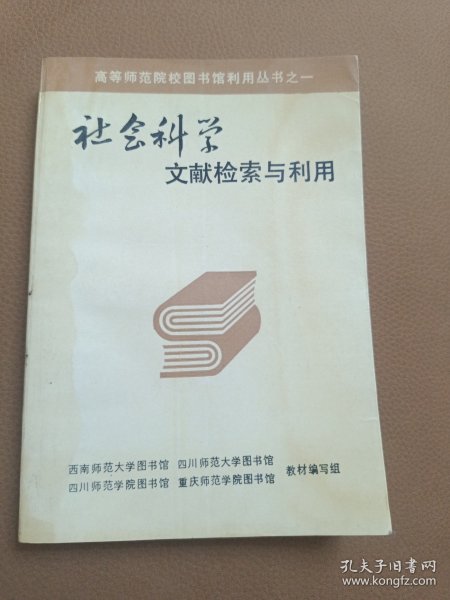 高等师范院校图书馆利用丛书之一
社会科学
文献检索与利用
西南师范大学图书馆 四川师范大学图书馆
四川师范学院图书馆 重庆师范学院图书馆
教材编写组
孔夫子旧书网
www.kongfz.com